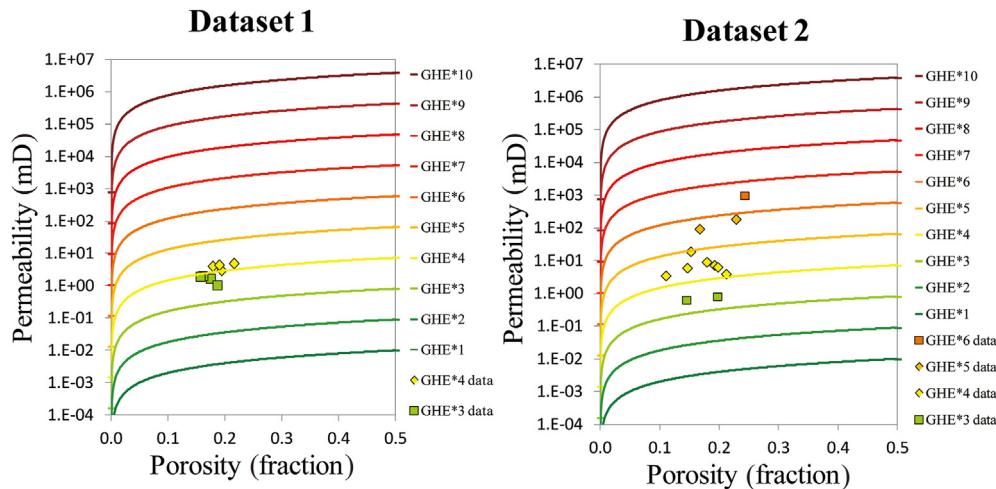 Dataset 1
1.E+07
1.E+06
1.E+05
1.E+04
1.E+03
1.E+02
1.E+01
1.E+00
1.E-01
1.E-02
1.E-03
1.E-04
Permeability (mD)
0.0 0.1 0.2 0.3 0.4 0.5
Porosity (fraction)
GHE*10
GHE*9
GHE*8
GHE*7
GHE*6
GHE*5
GHE*4
GHE*3
GHE*2
GHE*1
GHE*4 data
GHE*3 data
Dataset 2
1.E+07
1.E+06
1.E+05
1.E+04
1.E+03
1.E+02
1.E+01
1.E+00
1.E-01
1.E-02
1.E-03
1.E-04
Permeability (mD)
0.0 0.1 0.2 0.3 0.4 0.5
Porosity (fraction)
GHE*10
GHE*9
GHE*8
GHE*7
GHE*6
GHE*5
GHE*4
GHE*3
GHE*2
GHE*1
GHE*6 data
GHE*5 data
GHE*4 data
GHE*3 data